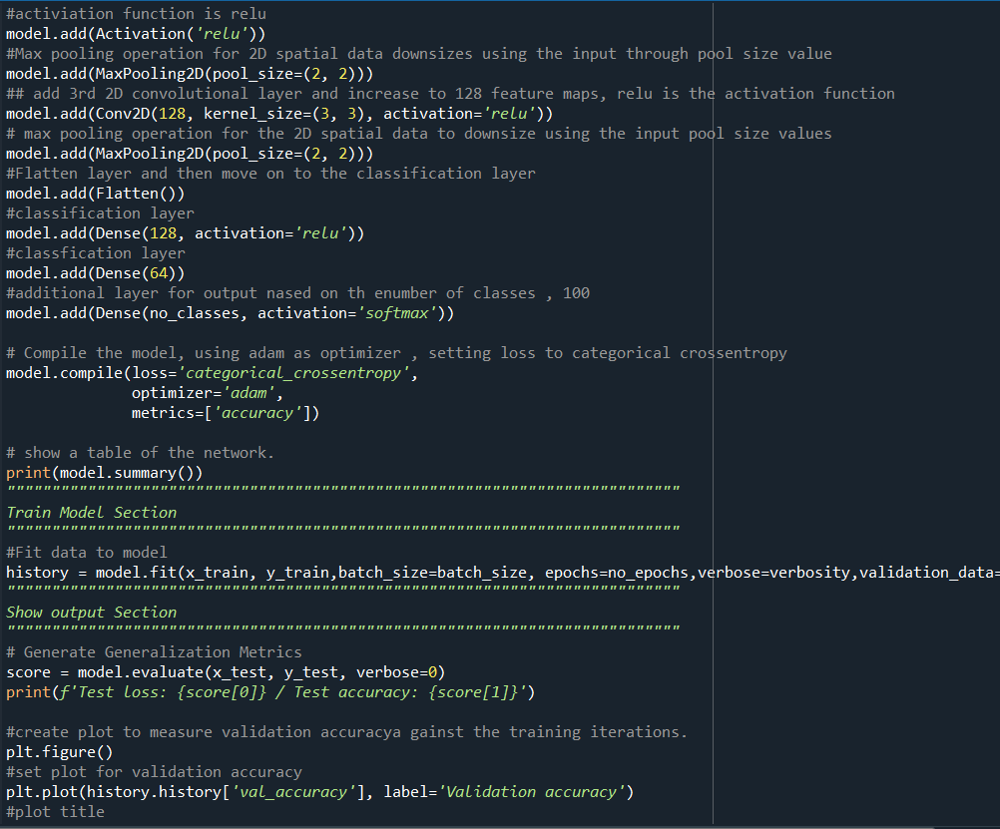 #activiation function is relu
model.add(Activation('relu'))
#Max pooling operation for 2D spatial data downsizes using the input through pool size value
model.add(MaxPooling2D(pool_size=(2, 2)))
## add 3rd 2D convolutional layer and increase to 128 feature maps, relu is the activation function
model.add(Conv2D(128, kernel_size=(3, 3), activation='relu'))
# max pooling operation for the 2D spatial data to downsize using the input pool size values
model.add(MaxPooling2D(pool_size=(2, 2)))
#Flatten layer and then move on to the classification layer
model.add(Flatten())
#classification layer
model.add(Dense(128, activation='relu'))
#classfication layer
model.add(Dense(64))
#additional layer for output nased on th enumber of classes , 100
model.add(Dense(no_classes, activation='softmax'))

# Compile the model, using adam as optimizer , setting loss to categorical crossentropy
model.compile(loss='categorical_crossentropy',
              optimizer='adam',
              metrics=['accuracy'])

# show a table of the network.
print(model.summary())
"""""""""""""""""""""""""""""""""""""""""""""""""""""""""""""""""""""""""""
Train Model Section
"""""""""""""""""""""""""""""""""""""""""""""""""""""""""""""""""""""""""""
#Fit data to model
history = model.fit(x_train, y_train,batch_size=batch_size, epochs=no_epochs,verbose=verbosity,validation_data=
"""""""""""""""""""""""""""""""""""""""""""""""""""""""""""""""""""""""""""
Show output Section
"""""""""""""""""""""""""""""""""""""""""""""""""""""""""""""""""""""""""""
# Generate Generalization Metrics
score = model.evaluate(x_test, y_test, verbose=0)
print(f'Test loss: {score[0]} / Test accuracy: {score[1]}')

#create plot to measure validation accuracya gainst the training iterations.
plt.figure()
#set plot for validation accuracy
plt.plot(history.history['val_accuracy'], label='Validation accuracy')
#plot title